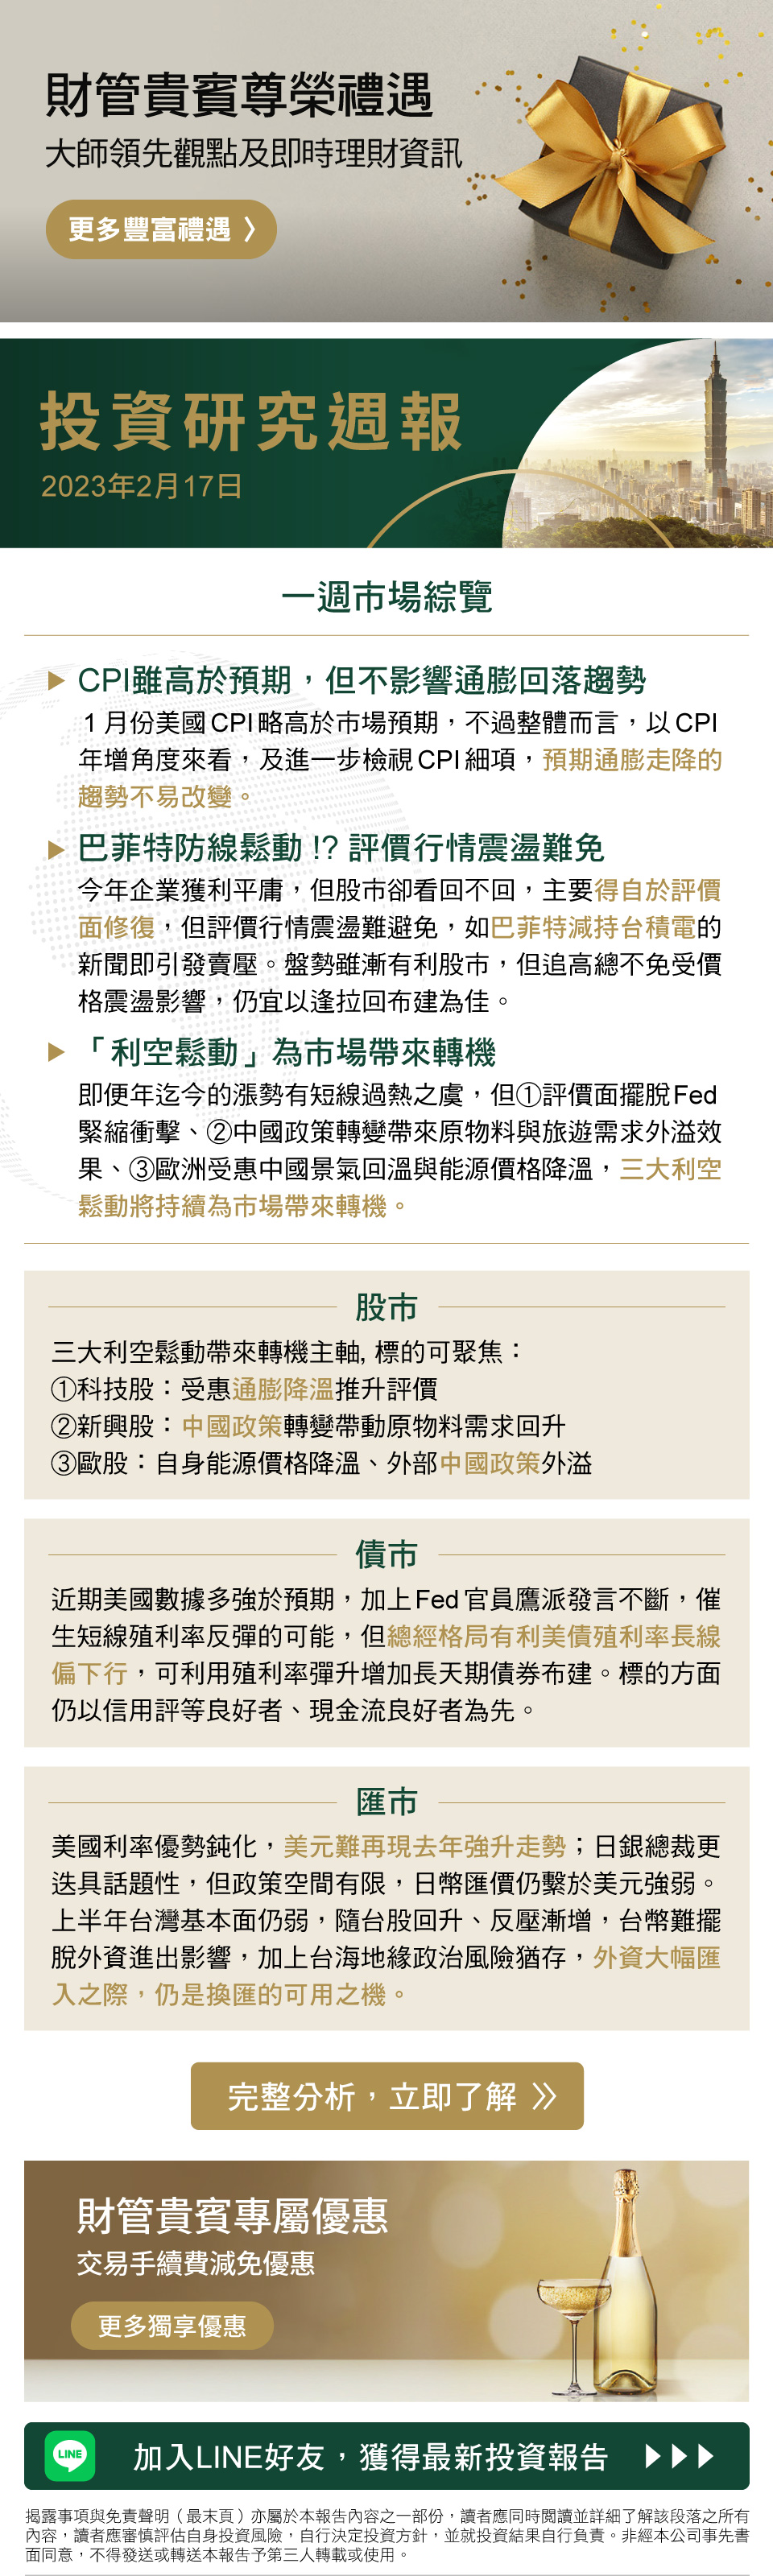 財管貴賓尊榮禮遇
大師領先觀點及即時理財資訊
更多豐富禮遇 〉
投資研究週報
2023年2月17日
一週市場綜覽
▶ CPI雖高於預期，但不影響通膨回落趨勢
1月份美國CPI略高於市場預期，不過整體而言，以CPI
年增角度來看，及進一步檢視CPI細項，預期通膨走降的
趨勢不易改變。
▶ 巴菲特防線鬆動!? 評價行情震盪難免
今年企業獲利平庸，但股市卻看回不回，主要得自於評價
面修復，但評價行情震盪難避免，如巴菲特減持台積電的
新聞即引發賣壓。盤勢雖漸有利股市，但追高總不免受價
格震盪影響，仍宜以逢拉回布建為佳。
▶ 「利空鬆動」為市場帶來轉機
即便年迄今的漲勢有短線過熱之虞，但①評價面擺脫Fed
緊縮衝擊、②中國政策轉變帶來原物料與旅遊需求外溢效
果、③歐洲受惠中國景氣回溫與能源價格降溫，三大利空
鬆動將持續為市場帶來轉機。
股市
三大利空鬆動帶來轉機主軸, 標的可聚焦：
①科技股：受惠通膨降溫推升評價
②新興股：中國政策轉變帶動原物料需求回升
③歐股：自身能源價格降溫、外部中國政策外溢
債市
近期美國數據多強於預期，加上Fed官員鷹派發言不斷，催
生短線殖利率反彈的可能，但總經格局有利美債殖利率長線
偏下行，可利用殖利率彈升增加長天期債券布建。標的方面
仍以信用評等良好者、現金流良好者為先。
匯市
美國利率優勢鈍化，美元難再現去年強升走勢；日銀總裁更
迭具話題性，但政策空間有限，日幣匯價仍繫於美元強弱。
上半年台灣基本面仍弱，隨台股回升、反壓漸增，台幣難擺
脫外資進出影響，加上台海地緣政治風險猶存，外資大幅匯
入之際，仍是換匯的可用之機。
完整分析，立即了解 》
財管貴賓專屬優惠
交易手續費減免優惠
更多獨享優惠
LINE 加入LINE好友，獲得最新投資報告 ▶▶▶
揭露事項與免責聲明（最末頁）亦屬於本報告內容之一部份，讀者應同時閱讀並詳細了解該段落之所有
內容，讀者應審慎評估自身投資風險，自行決定投資方針，並就投資結果自行負責。非經本公司事先書
面同意，不得發送或轉送本報告予第三人轉載或使用。